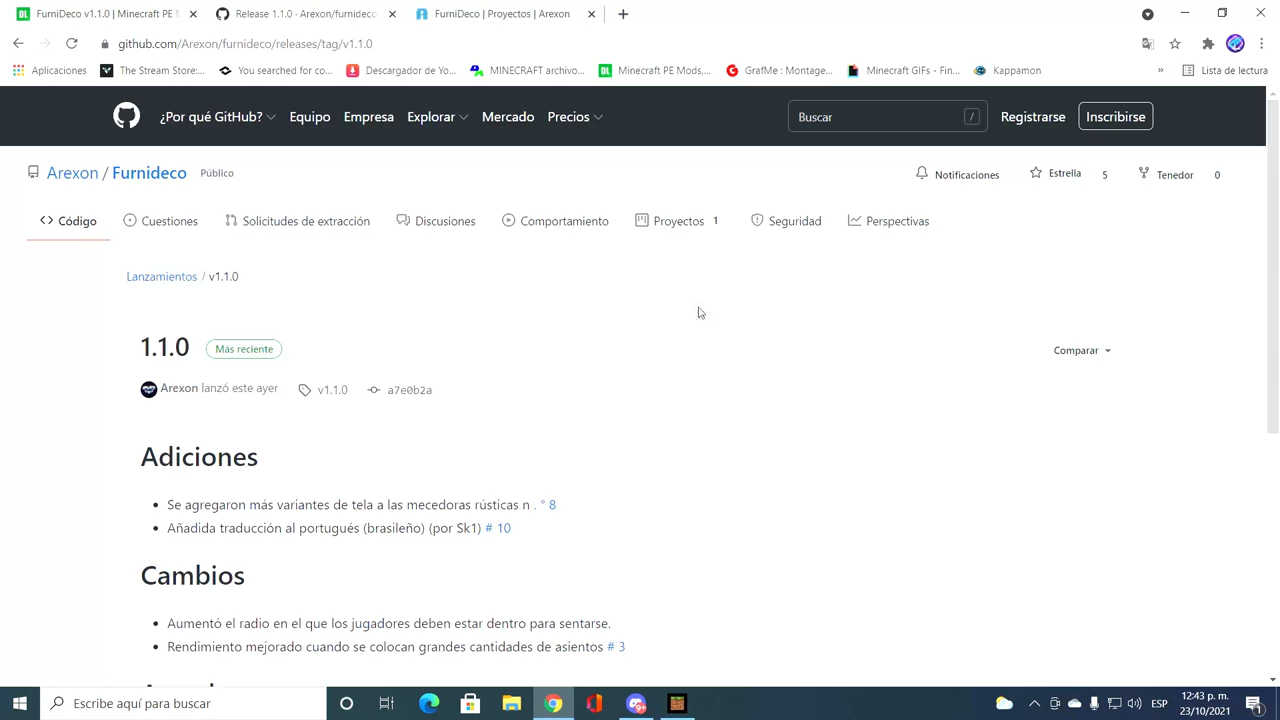 FurniDeco v1.1.0 | Minecraft PE M
Release 1.1.0 · Arexon/furnideco
FurniDeco | Proyectos | Arexon
github.com/Arexon/furnideco/releases/tag/v1.1.0
Aplicaciones
The Stream Store:...
You searched for co...
Descargador de Yo...
MINECRAFT archivo...
Minecraft PE Mods,...
GrafMe : Montage...
Minecraft GIFs - Fin...
Kappamon
»
Lista de lectura
¿Por qué GitHub?
Equipo
Empresa
Explorar
Mercado
Precios
Buscar
/
Registrarse
Inscribirse
Arexon / Furnideco
Público
Notificaciones
Estrella
5
Tenedor
0
Código
Cuestiones
Solicitudes de extracción
Discusiones
Comportamiento
Proyectos 1
Seguridad
Perspectivas
Lanzamientos / v1.1.0
1.1.0
Más reciente
Comparar
Arexon lanzó este ayer
v1.1.0
a7e0b2a
Adiciones
Se agregaron más variantes de tela a las mecedoras rústicas n . ° 8
Añadida traducción al portugués (brasileño) (por Sk1) # 10
Cambios
Aumentó el radio en el que los jugadores deben estar dentro para sentarse.
Rendimiento mejorado cuando se colocan grandes cantidades de asientos # 3
Escribe aquí para buscar
ESP
12:43 p. m.
23/10/2021
1